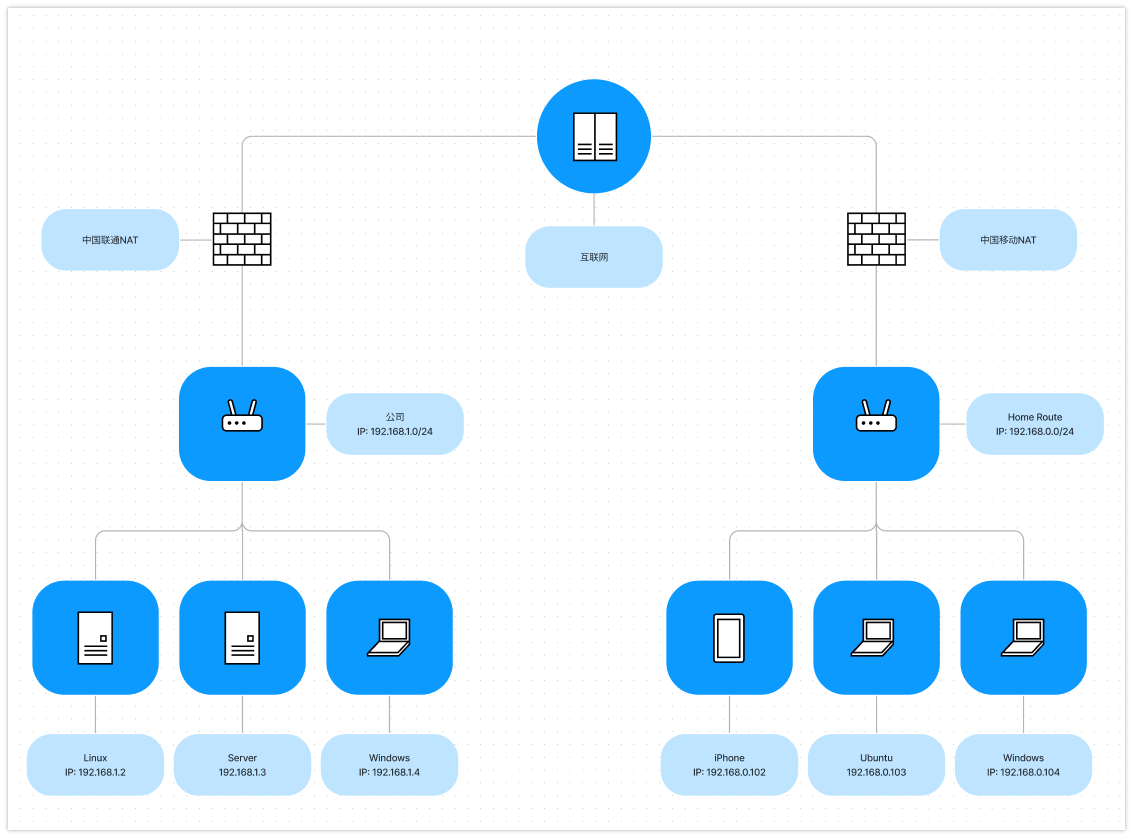 中国联通NAT
互联网
中国移动NAT
公司
IP: 192.168.1.0/24
Home Route
IP: 192.168.0.0/24
Linux
IP: 192.168.1.2
Server
192.168.1.3
Windows
IP: 192.168.1.4
iPhone
IP: 192.168.0.102
Ubuntu
192.168.0.103
Windows
IP: 192.168.0.104